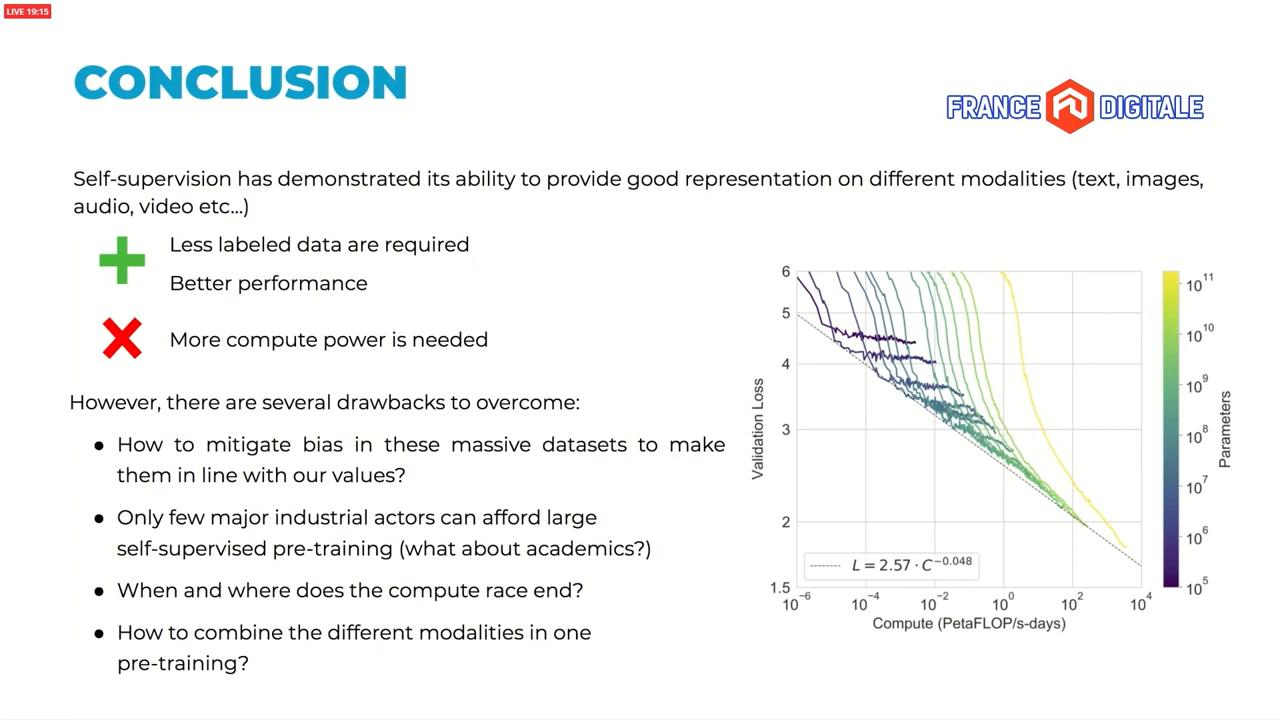 LIVE 19:15
CONCLUSION
FRANCE DIGITALE
Self-supervision has demonstrated its ability to provide good representation on different modalities (text, images,
audio, video etc...)
Less labeled data are required
Better performance
More compute power is needed
However, there are several drawbacks to overcome:
● How to mitigate bias in these massive datasets to make
them in line with our values?
● Only few major industrial actors can afford large
self-supervised pre-training (what about academics?)
● When and where does the compute race end?
● How to combine the different modalities in one
pre-training?
Validation Loss
6
5
4
3
2
1.5
L = 2.57 · C^−0.048
10^−6 10^−4 10^−2 10^0 10^2 10^4
Compute (PetaFLOP/s-days)
10^11
10^10
10^9
10^8
10^7
10^6
10^5
Parameters